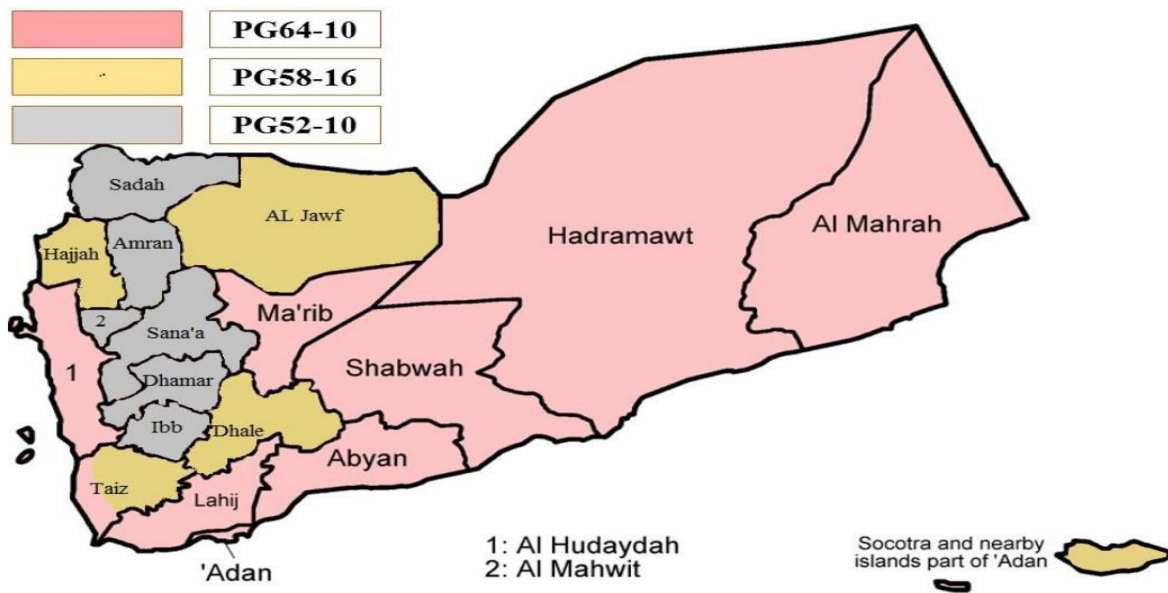 PG64-10
PG58-16
PG52-10
Sadah
AL Jawf
Hajjah
Amran
Hadramawt
Al Mahrah
2
Sana'a
Ma'rib
1
Dhamar
Shabwah
Ibb
Dhale
Abyan
Taiz
Lahij
'Adan
1: Al Hudaydah
2: Al Mahwit
Socotra and nearby
islands part of 'Adan